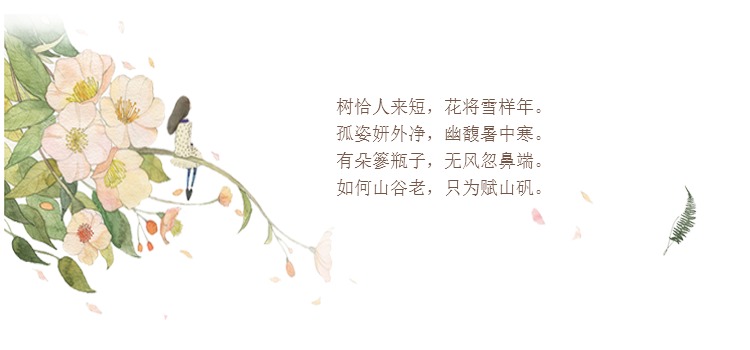 树恰人来短，花将雪样年。
孤姿妍外净，幽馥暑中寒。
有朵篸瓶子，无风忽鼻端。
如何山谷老，只为赋山矾。